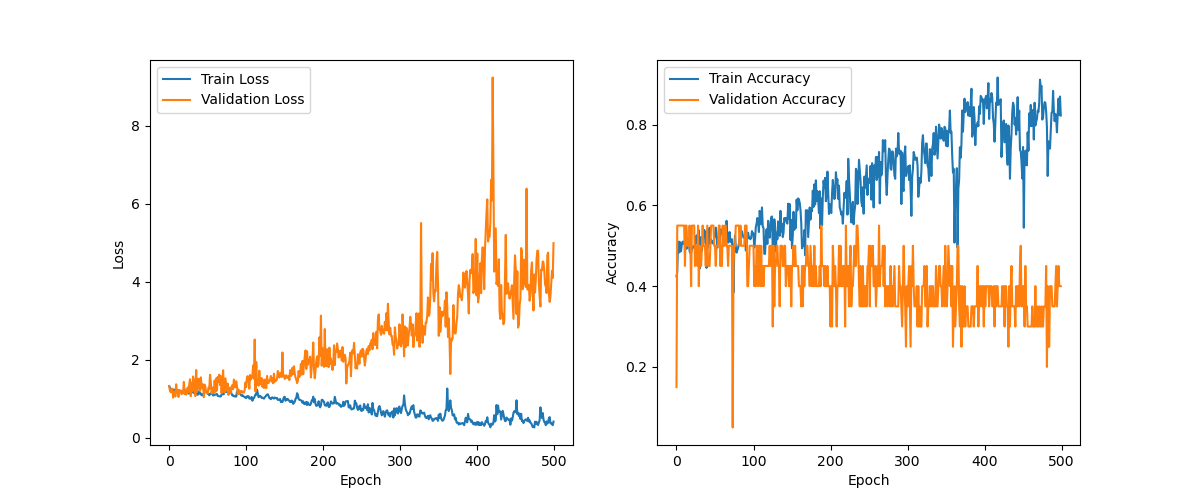 Train Loss
Validation Loss
Loss
8
6
4
2
0
0 100 200 300 400 500
Epoch
Train Accuracy
Validation Accuracy
Accuracy
0.8
0.6
0.4
0.2
0 100 200 300 400 500
Epoch